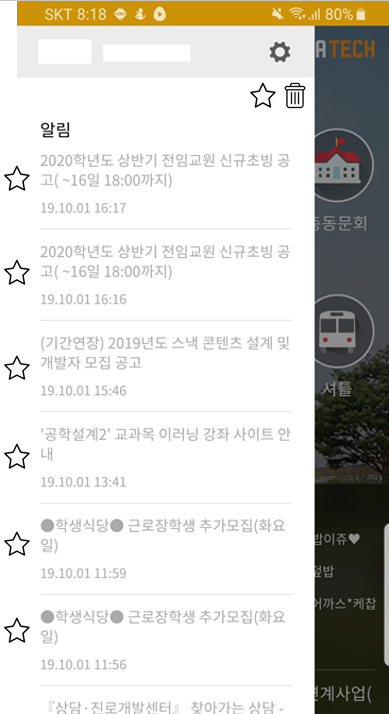 SKT 8:18 80%
ATECH
알림
2020학년도 상반기 전임교원 신규초빙 공
고( ~16일 18:00까지)
19.10.01 16:17
2020학년도 상반기 전임교원 신규초빙 공
고( ~16일 18:00까지)
19.10.01 16:16
(기간연장) 2019년도 스낵 콘텐츠 설계 및
개발자 모집 공고
19.10.01 15:46
'공학설계2' 교과목 이러닝 강좌 사이트 안
내
19.10.01 13:41
●학생식당● 근로장학생 추가모집(화요
일)
19.10.01 11:59
●학생식당● 근로장학생 추가모집(화요
일)
19.10.01 11:56
『상담·진로개발센터』 찾아가는 상담 -
총동문회
셔틀
밥이쥬♥
덮밥
어까스*케찹
연계사업(